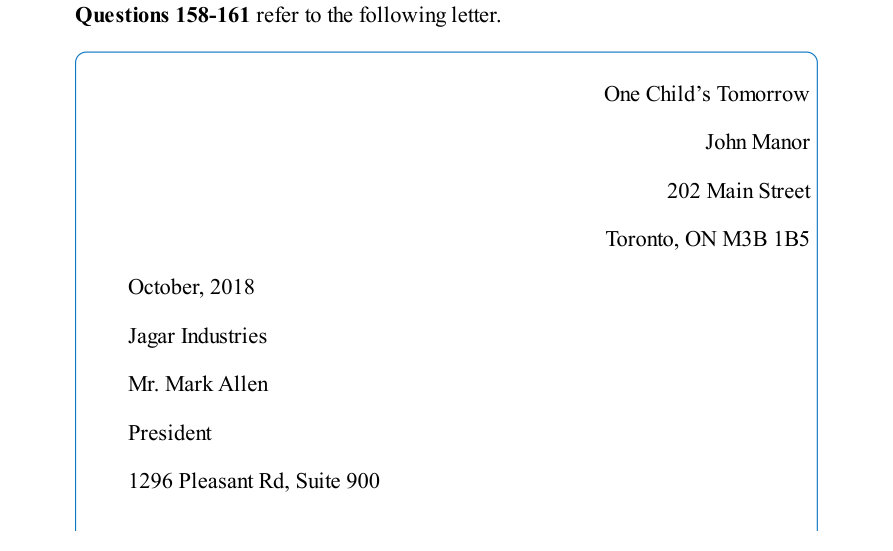 Questions 158-161 refer to the following letter.
One Child’s Tomorrow
John Manor
202 Main Street
Toronto, ON M3B 1B5
October, 2018
Jagar Industries
Mr. Mark Allen
President
1296 Pleasant Rd, Suite 900